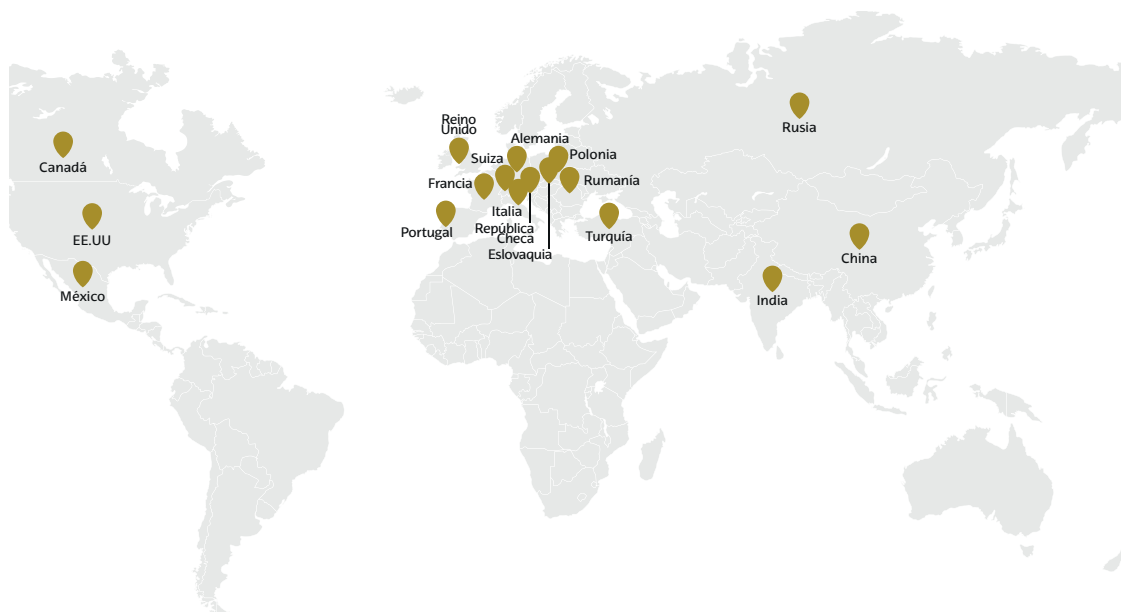 Canadá
EE.UU
México
Reino
Unido
Alemania
Suiza
Polonia
Francia
Rumanía
Italia
Portugal
República
Checa
Eslovaquia
Turquía
Rusia
China
India